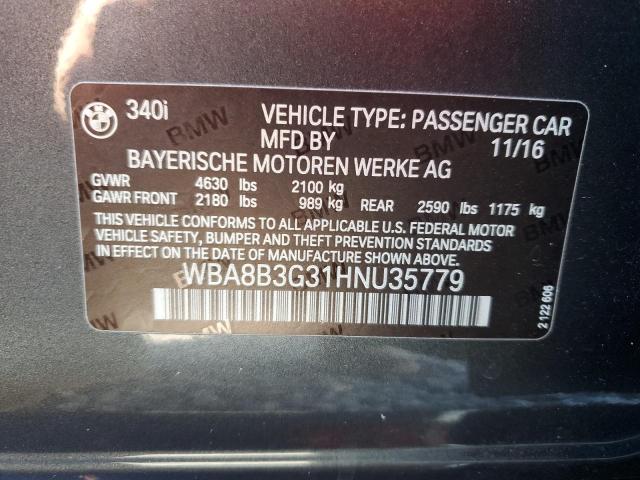 340i VEHICLE TYPE: PASSENGER CAR
MFD BY 11/16
BAYERISCHE MOTOREN WERKE AG
GVWR 4630 lbs 2100 kg
GAWR FRONT 2180 lbs 989 kg REAR 2590 lbs 1175 kg
THIS VEHICLE CONFORMS TO ALL APPLICABLE U.S. FEDERAL MOTOR
VEHICLE SAFETY, BUMPER AND THEFT PREVENTION STANDARDS
IN EFFECT ON THE DATE OF MANUFACTURE SHOWN ABOVE.
WBA8B3G31HNU35779
2 122 606